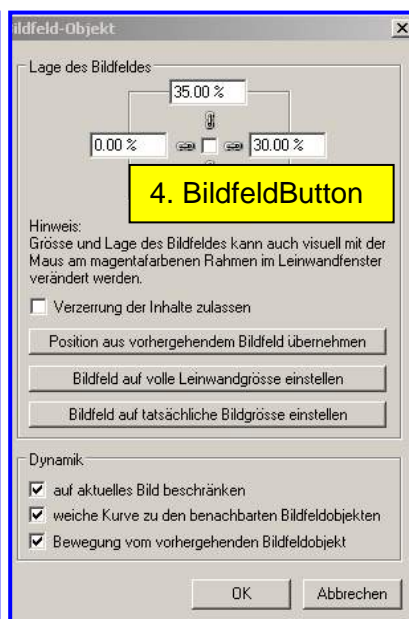 ildfeld-Objekt
Lage des Bildfeldes
35.00 %
0.00 %
30.00 %
4. BildfeldButton
Hinweis:
Grösse und Lage des Bildfeldes kann auch visuell mit der
Maus am magentafarbenen Rahmen im Leinwandfenster
verändert werden.
Verzerrung der Inhalte zulassen
Position aus vorhergehendem Bildfeld übernehmen
Bildfeld auf volle Leinwandgrösse einstellen
Bildfeld auf tatsächliche Bildgrösse einstellen
Dynamik
auf aktuelles Bild beschränken
weiche Kurve zu den benachbarten Bildfeldobjekten
Bewegung vom vorhergehenden Bildfeldobjekt
OK
Abbrechen